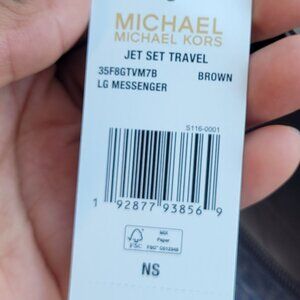 MICHAEL
MICHAEL KORS
JET SET TRAVEL
35F8GTVM7B BROWN
LG MESSENGER
S116-0001
1 92877 93856 9
FSC
MIX
Paper
NS